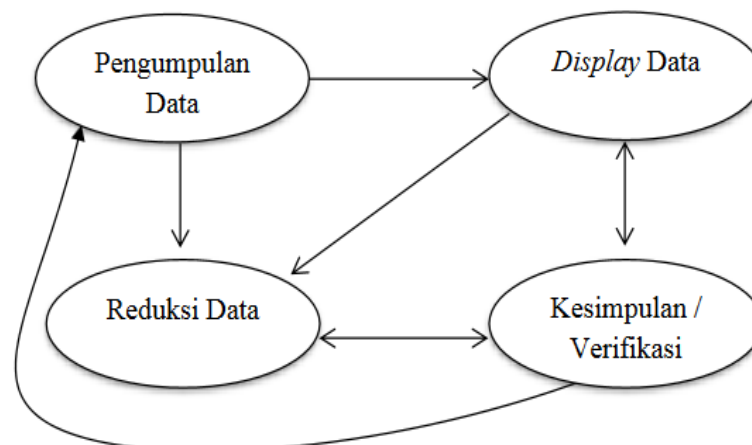 Pengumpulan
Data
Display Data
Reduksi Data
Kesimpulan /
Verifikasi